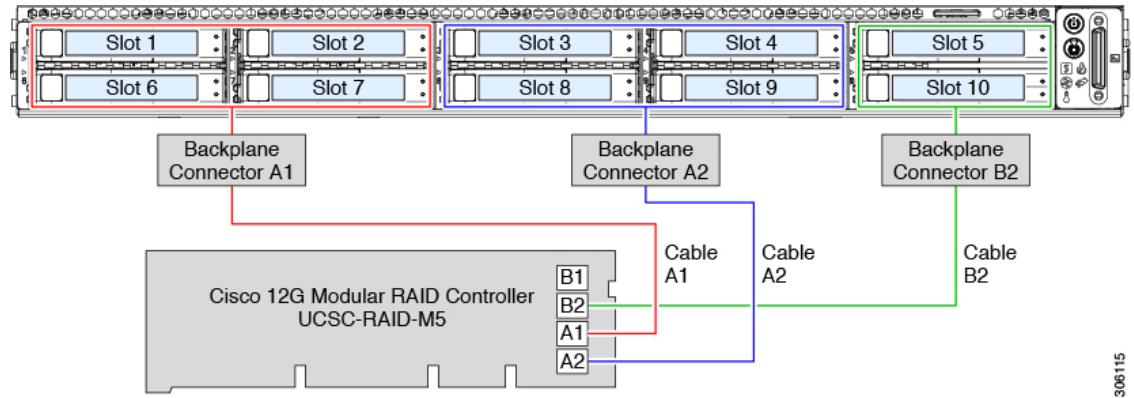 Slot 1
Slot 2
Slot 3
Slot 4
Slot 5
Slot 6
Slot 7
Slot 8
Slot 9
Slot 10
Backplane
Connector A1
Backplane
Connector A2
Backplane
Connector B2
Cable
A1
Cable
A2
Cable
B2
Cisco 12G Modular RAID Controller
UCSC-RAID-M5
B1
B2
A1
A2
306115